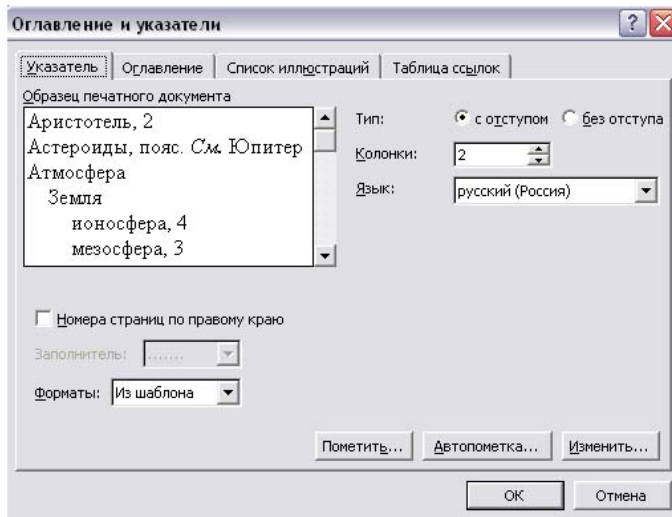 Оглавление и указатели
Указатель Оглавление Список иллюстраций Таблица ссылок
Образец печатного документа
Аристотель, 2
Астероиды, пояс. См. Юпитер
Атмосфера
Земля
ионосфера, 4
мезосфера, 3
Тип: с отступом без отступа
Колонки: 2
Язык: русский (Россия)
Номера страниц по правому краю
Заполнитель: .......
Форматы: Из шаблона
Пометить... Автопометка... Изменить...
ОК Отмена